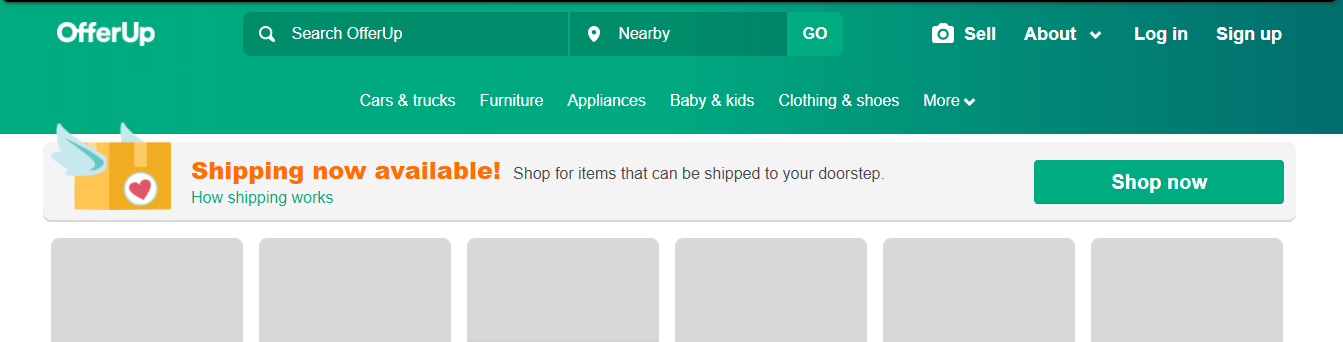 OfferUp
Search OfferUp
Nearby
GO
Sell
About
Log in
Sign up
Cars & trucks
Furniture
Appliances
Baby & kids
Clothing & shoes
More
Shipping now available! Shop for items that can be shipped to your doorstep.
How shipping works
Shop now